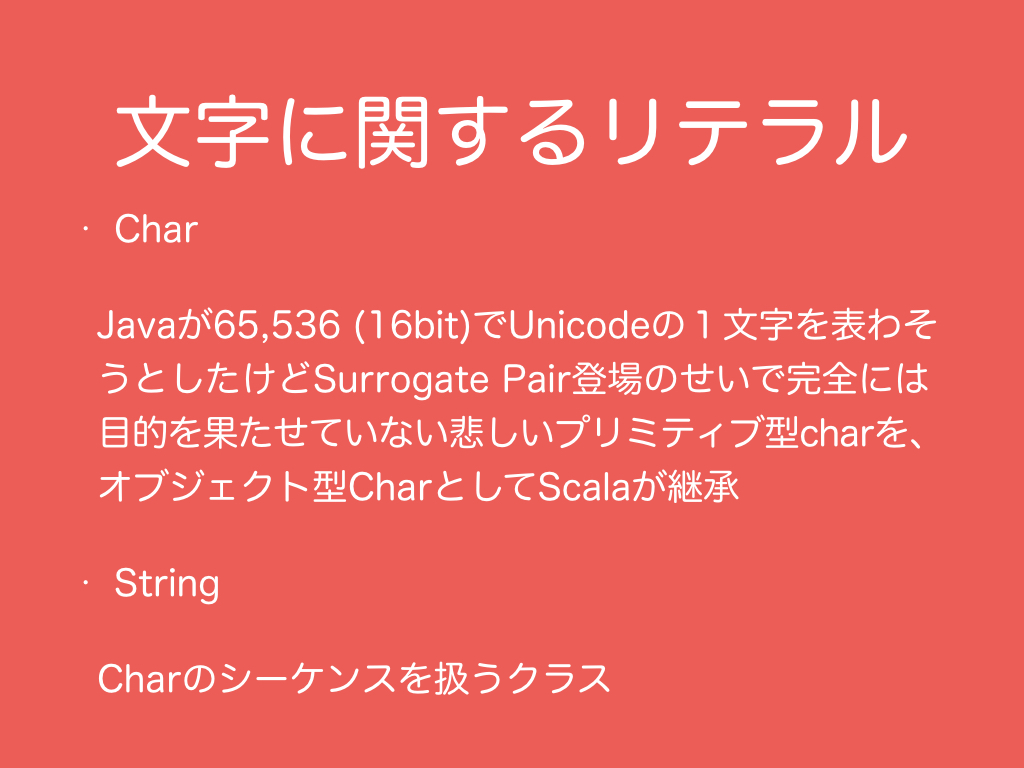 文字に関するリテラル
・ Char
Javaが65,536 (16bit)でUnicodeの１文字を表わそ
うとしたけどSurrogate Pair登場のせいで完全には
目的を果たせていない悲しいプリミティブ型charを、
オブジェクト型CharとしてScalaが継承
・ String
Charのシーケンスを扱うクラス